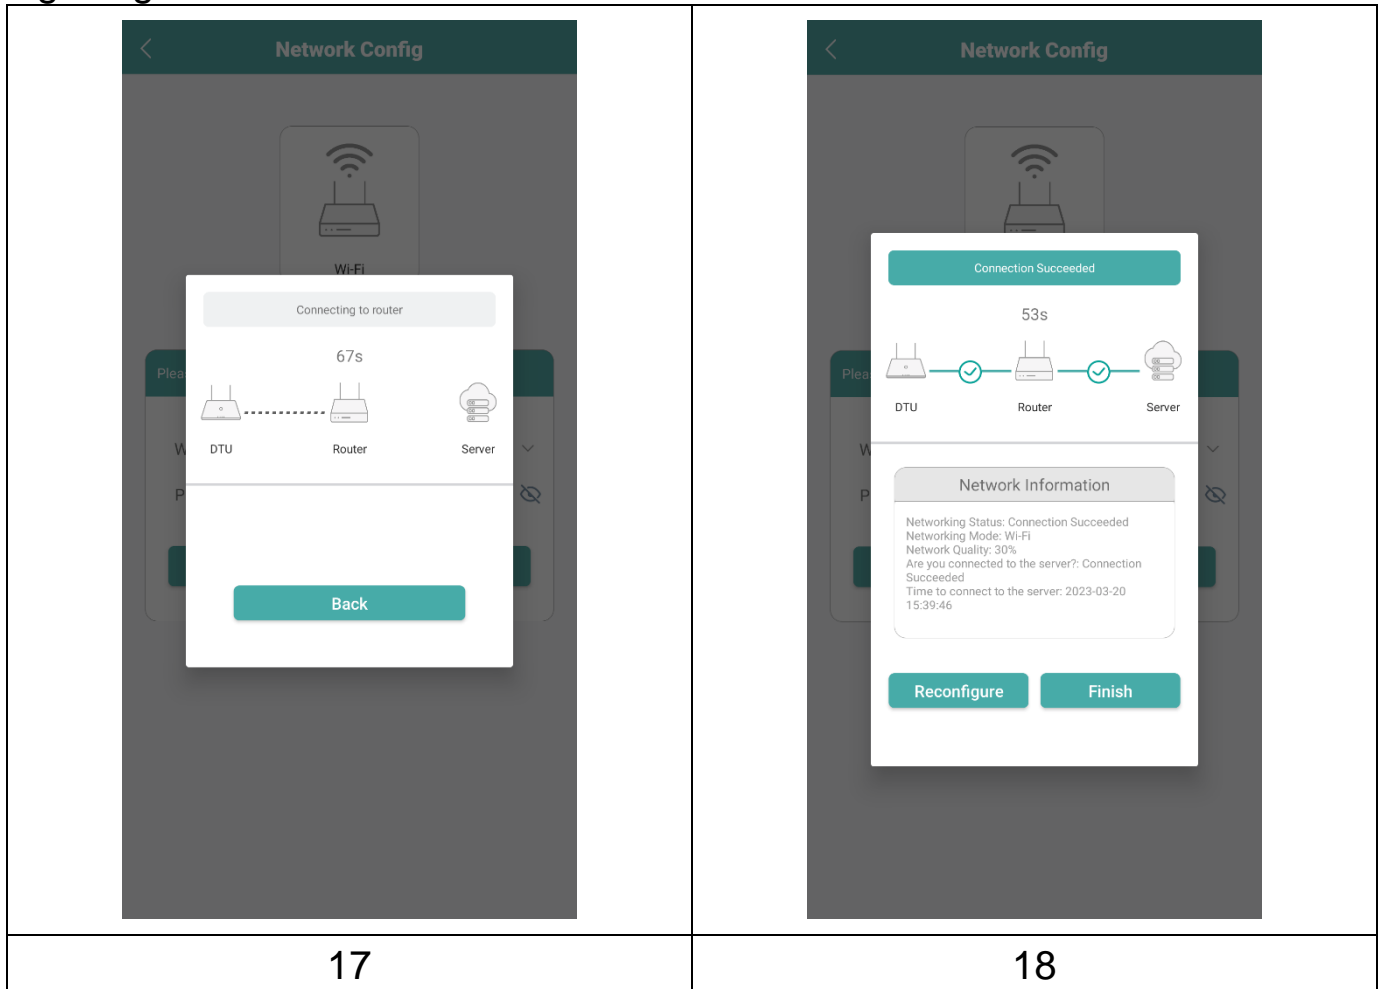 Network Config
Wi-Fi
Connecting to router
67s
Plea
DTU Router Server
W
P
Back
17
Network Config
Connection Succeeded
53s
Plea
DTU Router Server
W
P
Network Information
Networking Status: Connection Succeeded
Networking Mode: Wi-Fi
Network Quality: 30%
Are you connected to the server?: Connection
Succeeded
Time to connect to the server: 2023-03-20
15:39:46
Reconfigure Finish
18